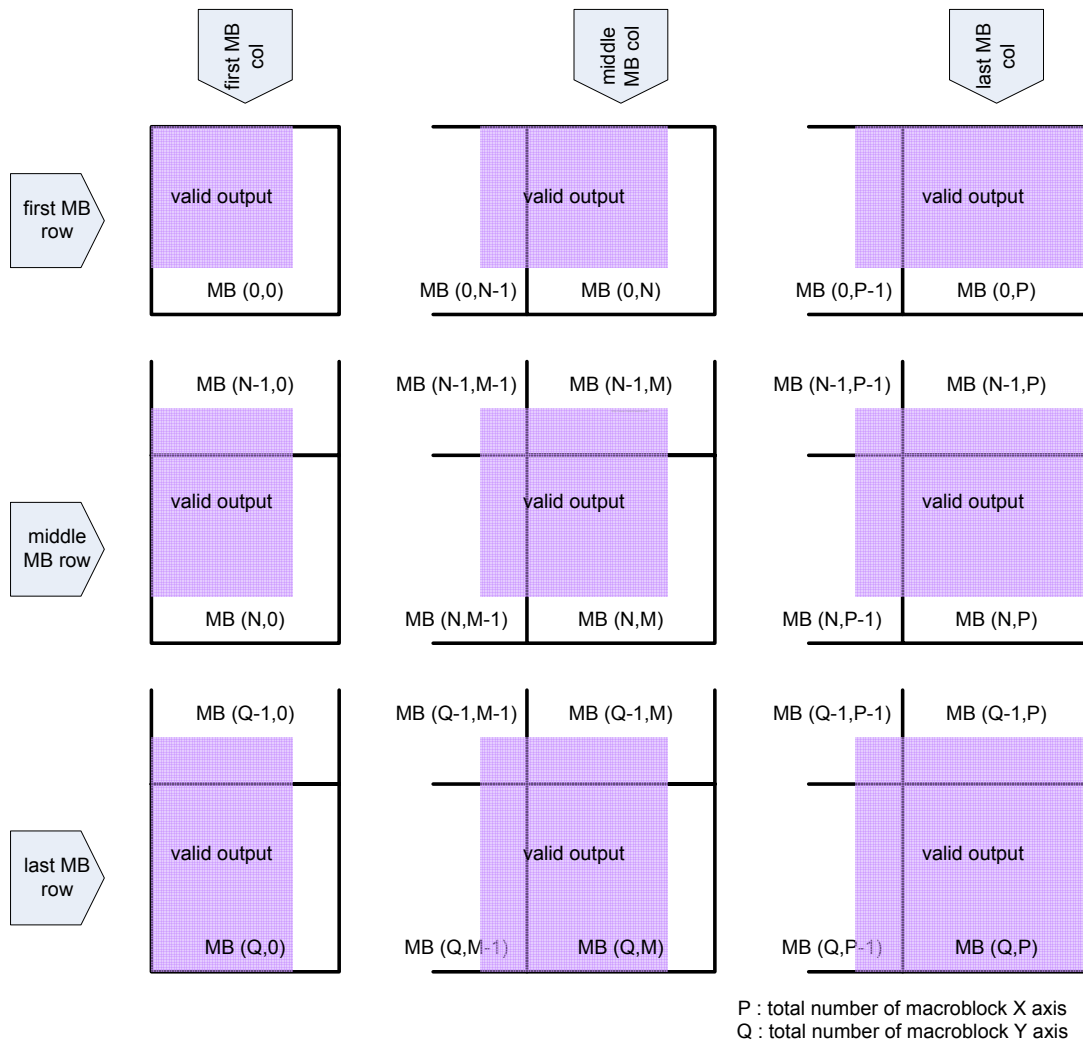 first MB
col
middle
MB col
last MB
col
first MB
row
valid output
valid output
valid output
MB (0,0)
MB (0,N-1)
MB (0,N)
MB (0,P-1)
MB (0,P)
MB (N-1,0)
MB (N-1,M-1)
MB (N-1,M)
MB (N-1,P-1)
MB (N-1,P)
middle
MB row
valid output
valid output
valid output
MB (N,0)
MB (N,M-1)
MB (N,M)
MB (N,P-1)
MB (N,P)
MB (Q-1,0)
MB (Q-1,M-1)
MB (Q-1,M)
MB (Q-1,P-1)
MB (Q-1,P)
last MB
row
valid output
valid output
valid output
MB (Q,0)
MB (Q,M-1)
MB (Q,M)
MB (Q,P-1)
MB (Q,P)
P : total number of macroblock X axis
Q : total number of macroblock Y axis